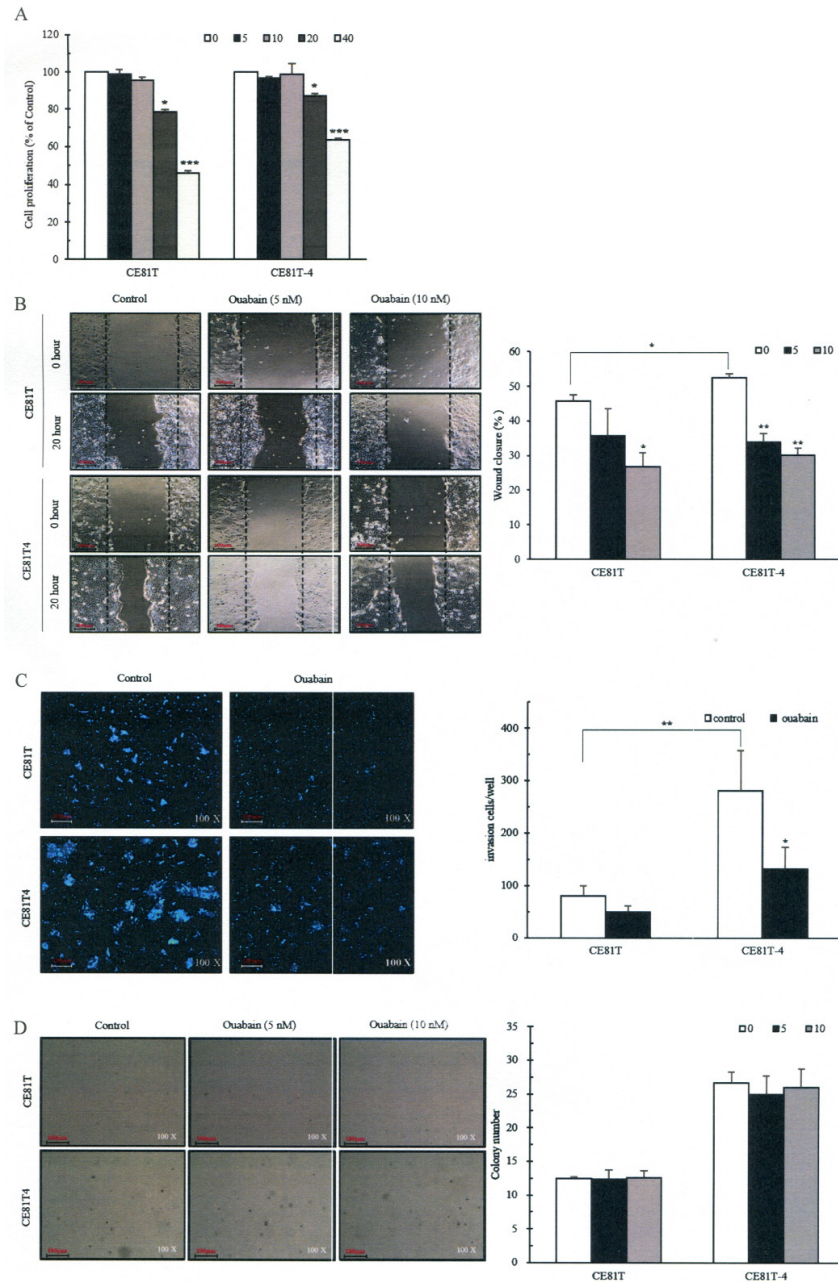 A
0 5 10 20 40
120
100
80
60
40
20
0
Cell proliferation (% of Control)
*
***
*
***
CE81T CE81T-4
B
Control Ouabain (5 nM) Ouabain (10 nM)
CE81T
0 hour
20 hour
CE81T4
0 hour
20 hour
0 5 10
60
50
40
30
20
10
0
Wound closure (%)
*
*
**
**
CE81T CE81T-4
C
Control Ouabain
CE81T
100 X
100 X
CE81T4
100 X
100 X
control ouabain
400
350
300
250
200
150
100
50
0
invasion cells/well
**
*
CE81T CE81T-4
D
Control Ouabain (5 nM) Ouabain (10 nM)
CE81T
100 X
100 X
100 X
CE81T4
100 X
100 X
100 X
0 5 10
35
30
25
20
15
10
5
0
Colony number
CE81T CE81T-4